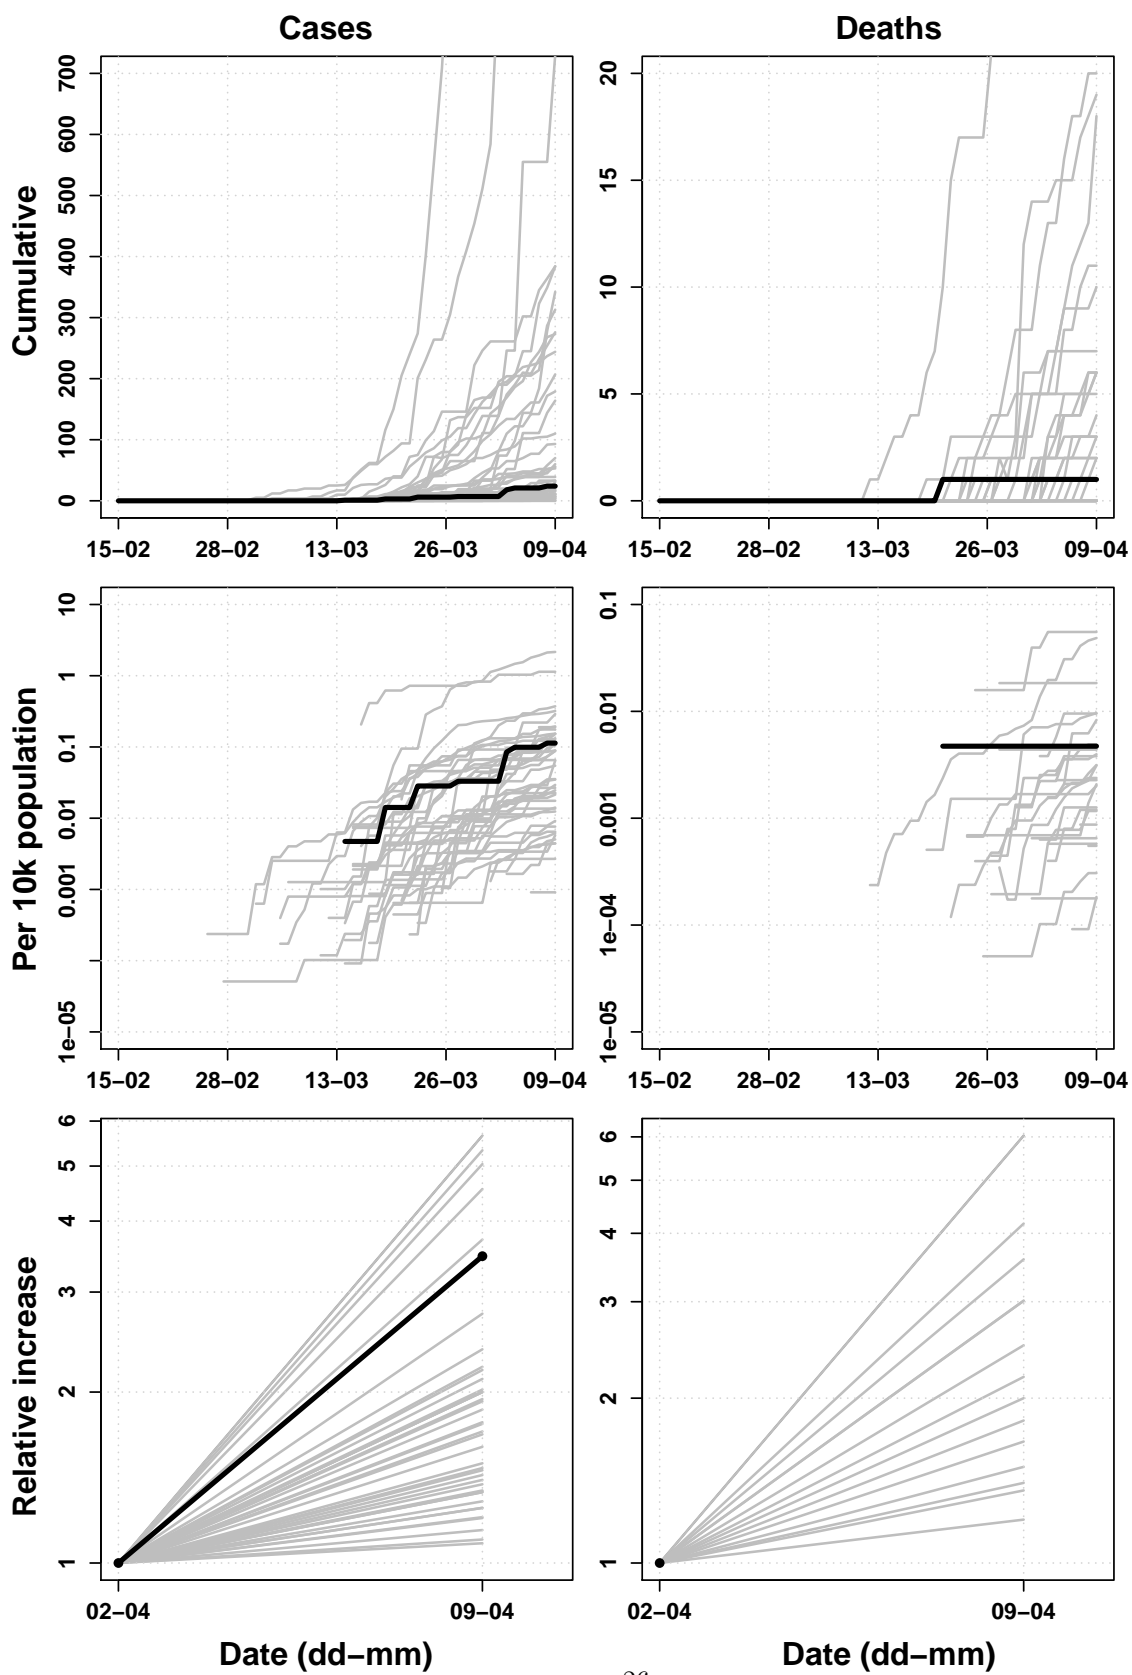 Cases
Deaths
Cumulative
0 100 200 300 400 500 600 700
15−02 28−02 13−03 26−03 09−04
0 5 10 15 20
15−02 28−02 13−03 26−03 09−04
Per 10k population
1e−05 0.001 0.01 0.1 1 10
15−02 28−02 13−03 26−03 09−04
1e−05 1e−04 0.001 0.01 0.1
15−02 28−02 13−03 26−03 09−04
Relative increase
1 2 3 4 5 6
02−04 09−04
Date (dd−mm)
1 2 3 4 5 6
02−04 09−04
Date (dd−mm)